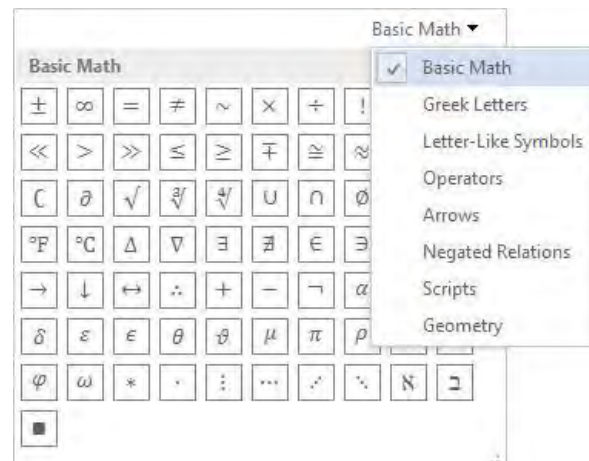 Basic Math
Basic Math
✓ Basic Math
Greek Letters
Letter-Like Symbols
Operators
Arrows
Negated Relations
Scripts
Geometry
± ∞ = ≠ ~ × ÷ !
≪ > ≫ ≤ ≥ ∓ ≅ ≈
∁ ∂ √ ∛ ∜ ∪ ∩ ∅
°F °C ∆ ∇ ∃ ∄ ∈ ∋
→ ↓ ↔ ∴ + − ¬ α
δ ε ϵ θ ϑ μ π ρ
φ ω ∗ ∙ ⋮ ⋯ ⋰ ⋱ ℵ ℶ
∎